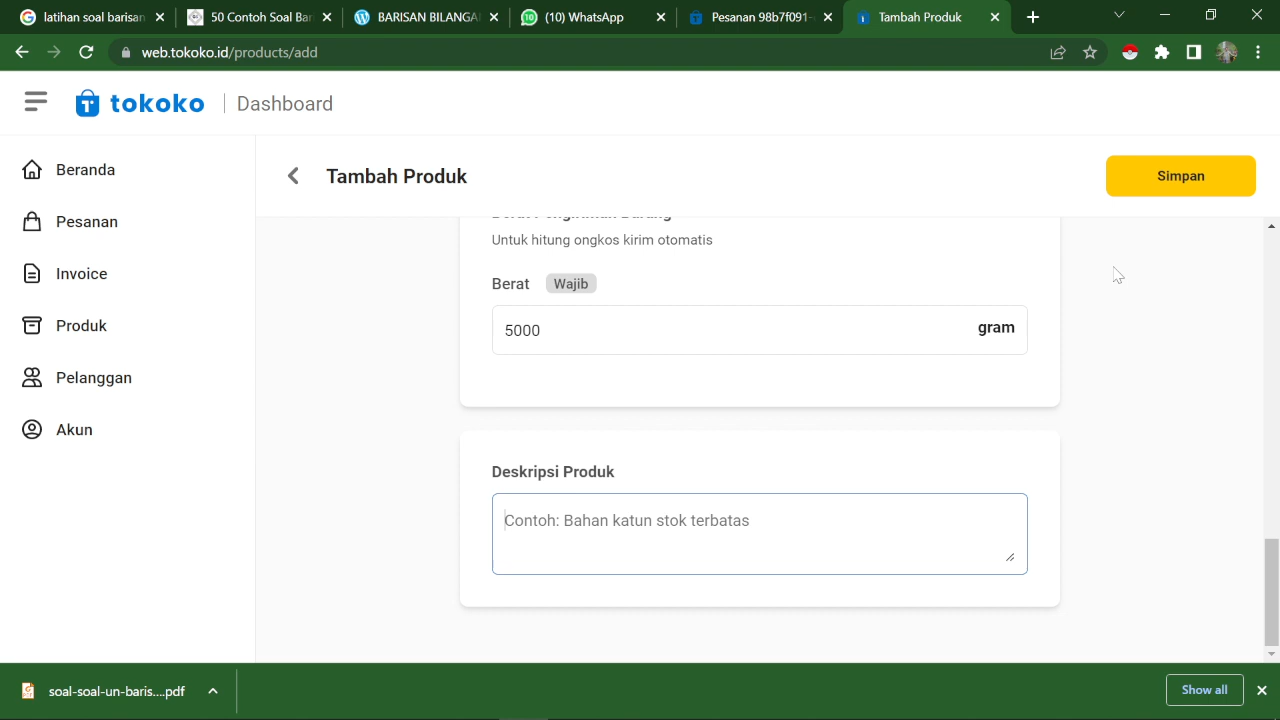 latihan soal barisan
50 Contoh Soal Bar
BARISAN BILANGA
(10) WhatsApp
Pesanan 98b7f091-
Tambah Produk
web.tokoko.id/products/add
tokoko
Dashboard
Beranda
Pesanan
Invoice
Produk
Pelanggan
Akun
Tambah Produk
Simpan
Untuk hitung ongkos kirim otomatis
Berat
Wajib
5000
gram
Deskripsi Produk
Contoh: Bahan katun stok terbatas
soal-soal-un-baris....pdf
Show all